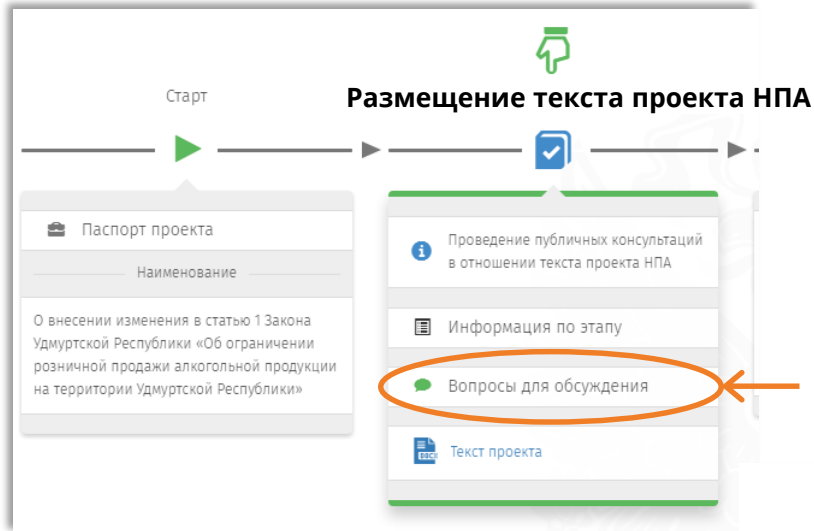 Старт
Размещение текста проекта НПА
Паспорт проекта
Наименование
О внесении изменения в статью 1 Закона
Удмуртской Республики «Об ограничении
розничной продажи алкогольной продукции
на территории Удмуртской Республики»
Проведение публичных консультаций
в отношении текста проекта НПА
Информация по этапу
Вопросы для обсуждения
DOCX
Текст проекта